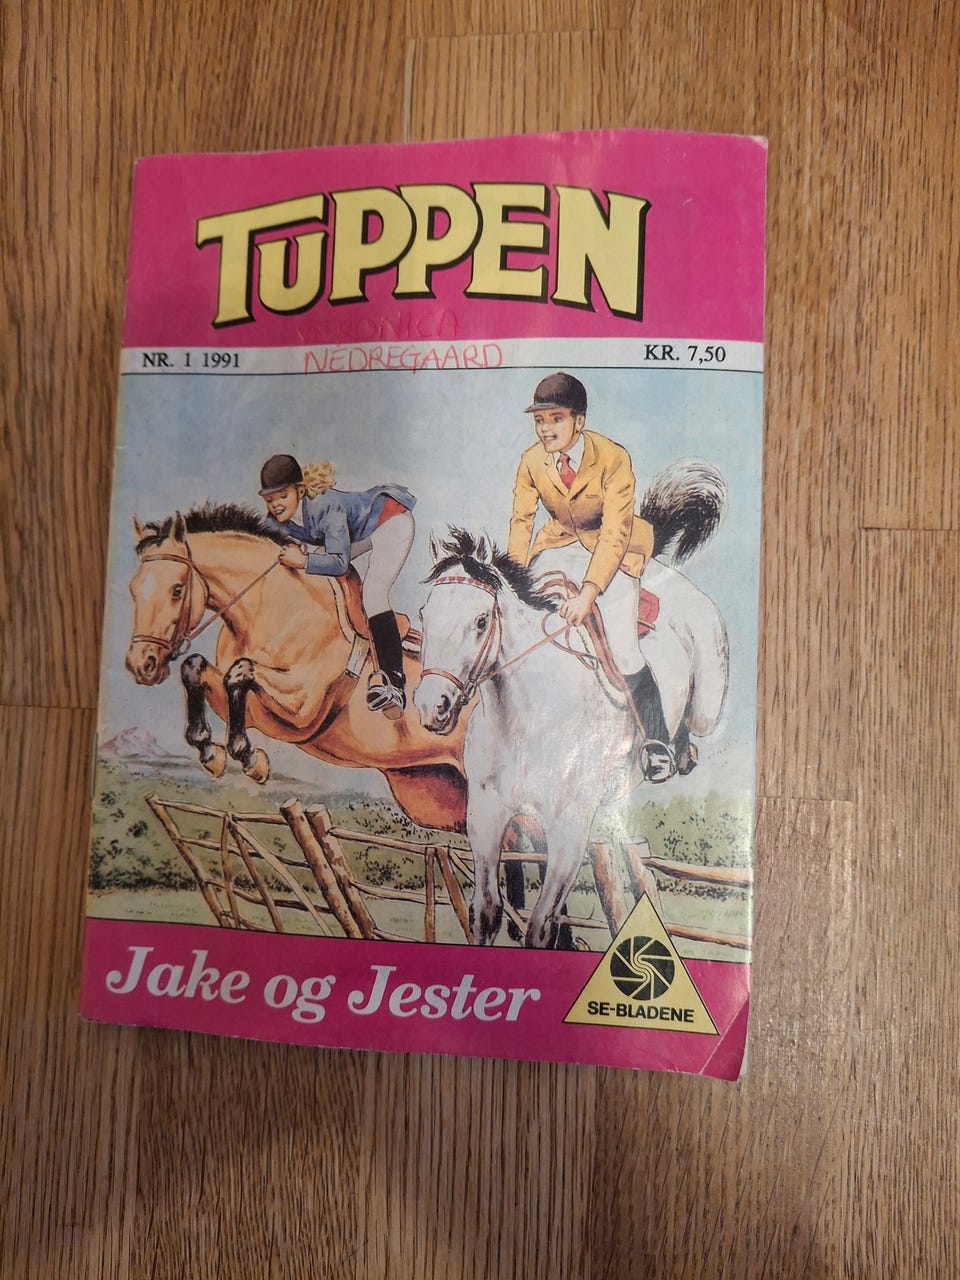 TUPPEN
VERONICA
NR. 1 1991 NEDREGAARD KR. 7,50
Jake og Jester
SE-BLADENE